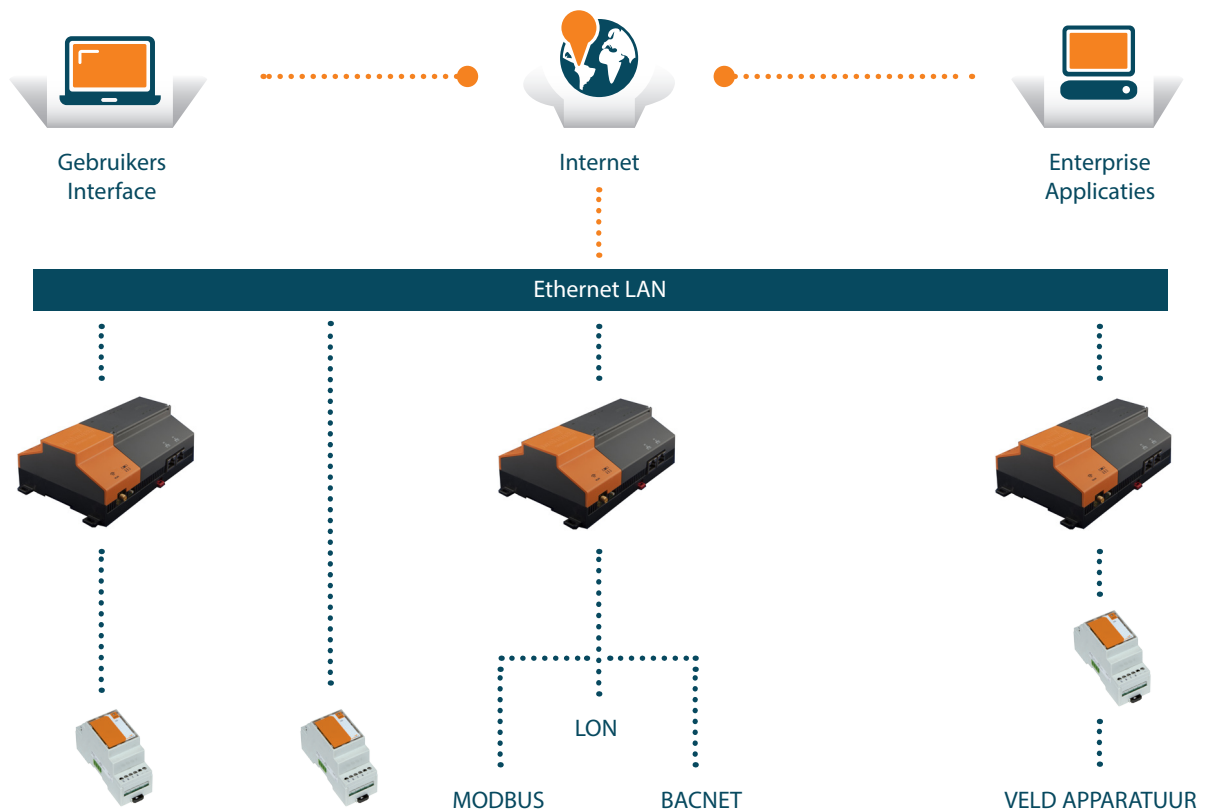 Gebruikers
Interface
Internet
Enterprise
Applicaties
Ethernet LAN
LON
MODBUS
BACNET
VELD APPARATUUR